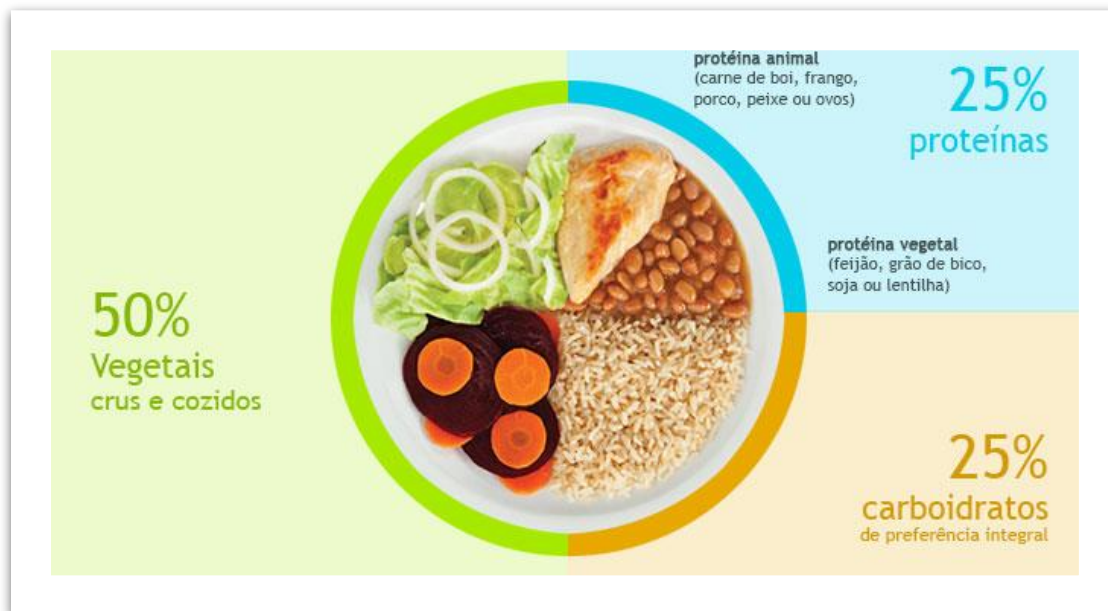 50%
Vegetais
crus e cozidos
protéina animal
(carne de boi, frango,
porco, peixe ou ovos)
25%
proteínas
protéina vegetal
(feijão, grão de bico,
soja ou lentilha)
25%
carboidratos
de preferência integral